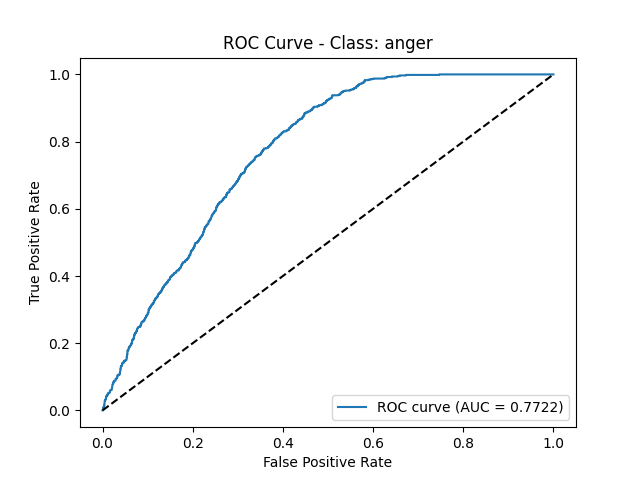 ROC Curve - Class: anger
1.0
0.8
0.6
0.4
0.2
0.0
True Positive Rate
ROC curve (AUC = 0.7722)
0.0 0.2 0.4 0.6 0.8 1.0
False Positive Rate